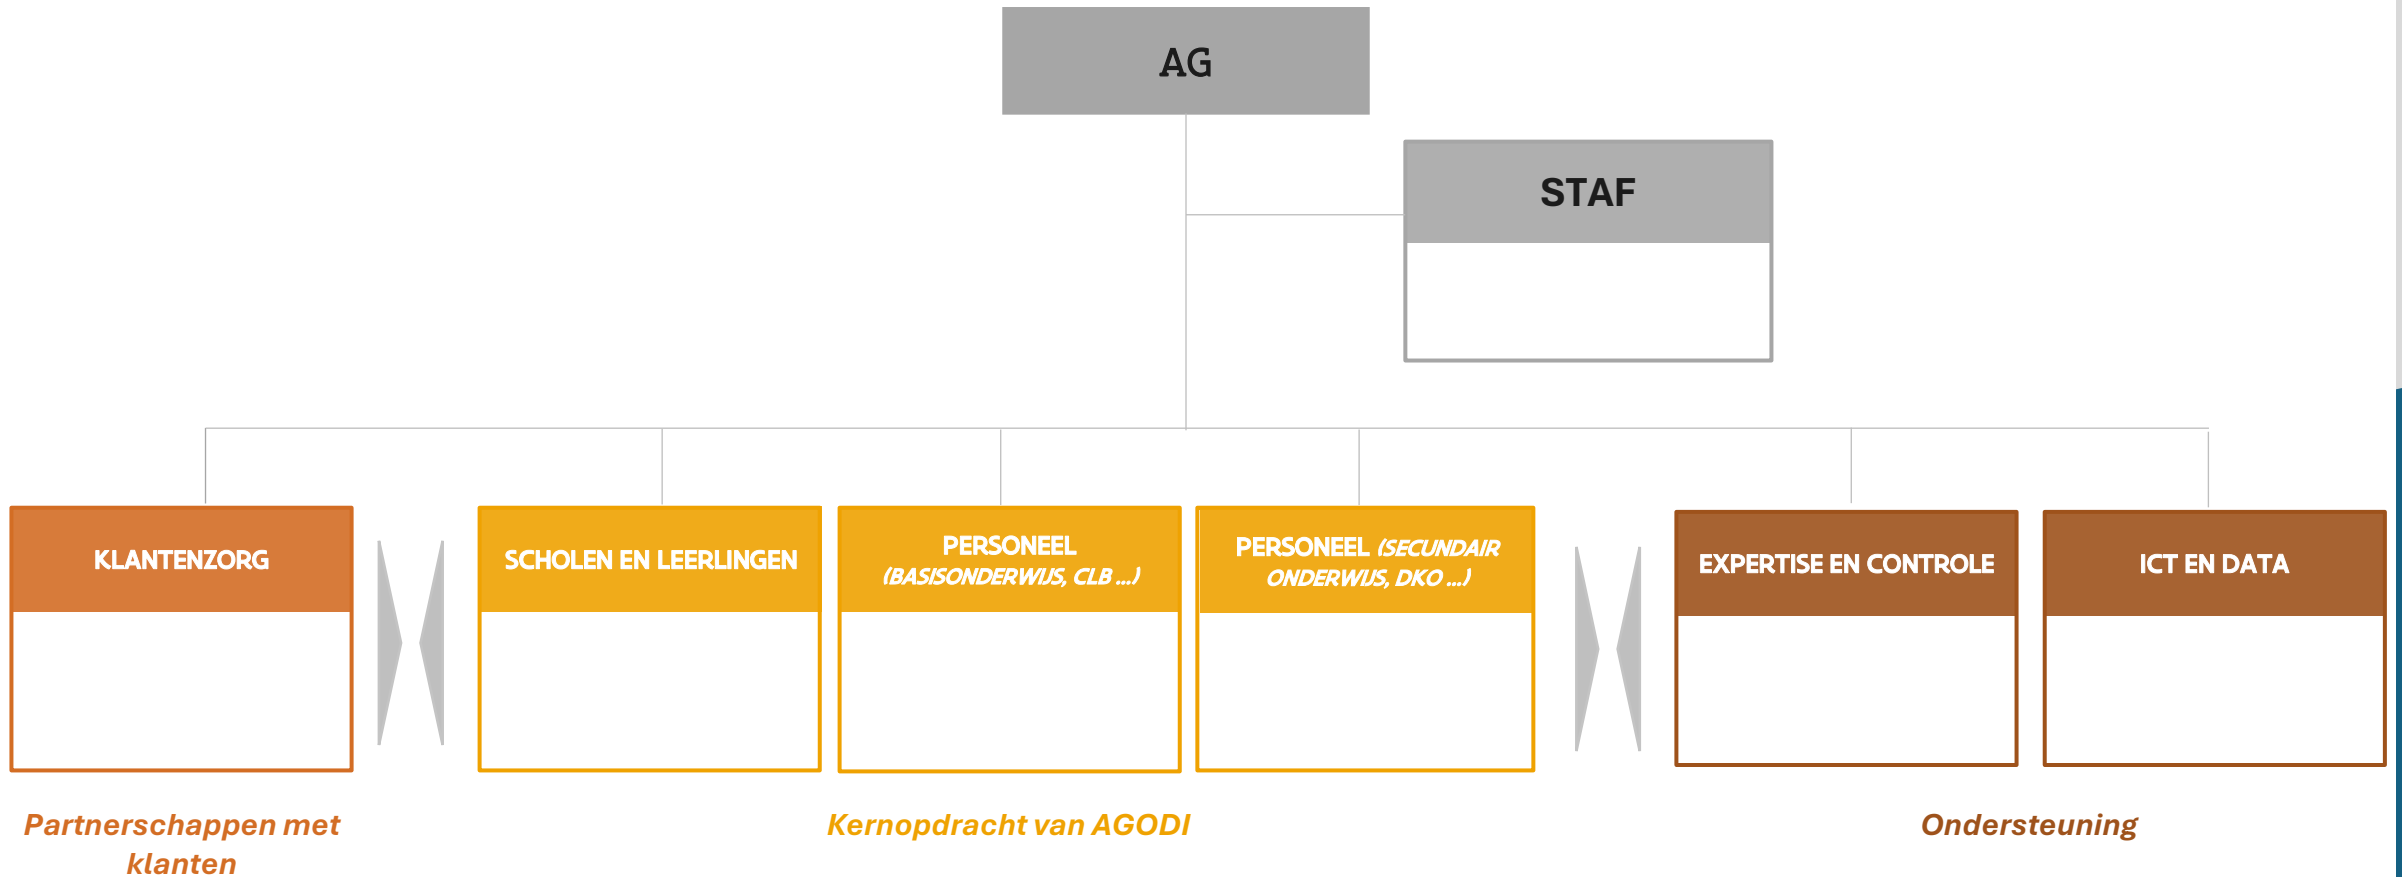 AG
STAF
KLANTENZORG
SCHOLEN EN LEERLINGEN
PERSONEEL
(BASISONDERWIJS, CLB ...)
PERSONEEL (SECUNDAIR
ONDERWIJS, DKO ...)
EXPERTISE EN CONTROLE
ICT EN DATA
Partnerschappen met
klanten
Kernopdracht van AGODI
Ondersteuning